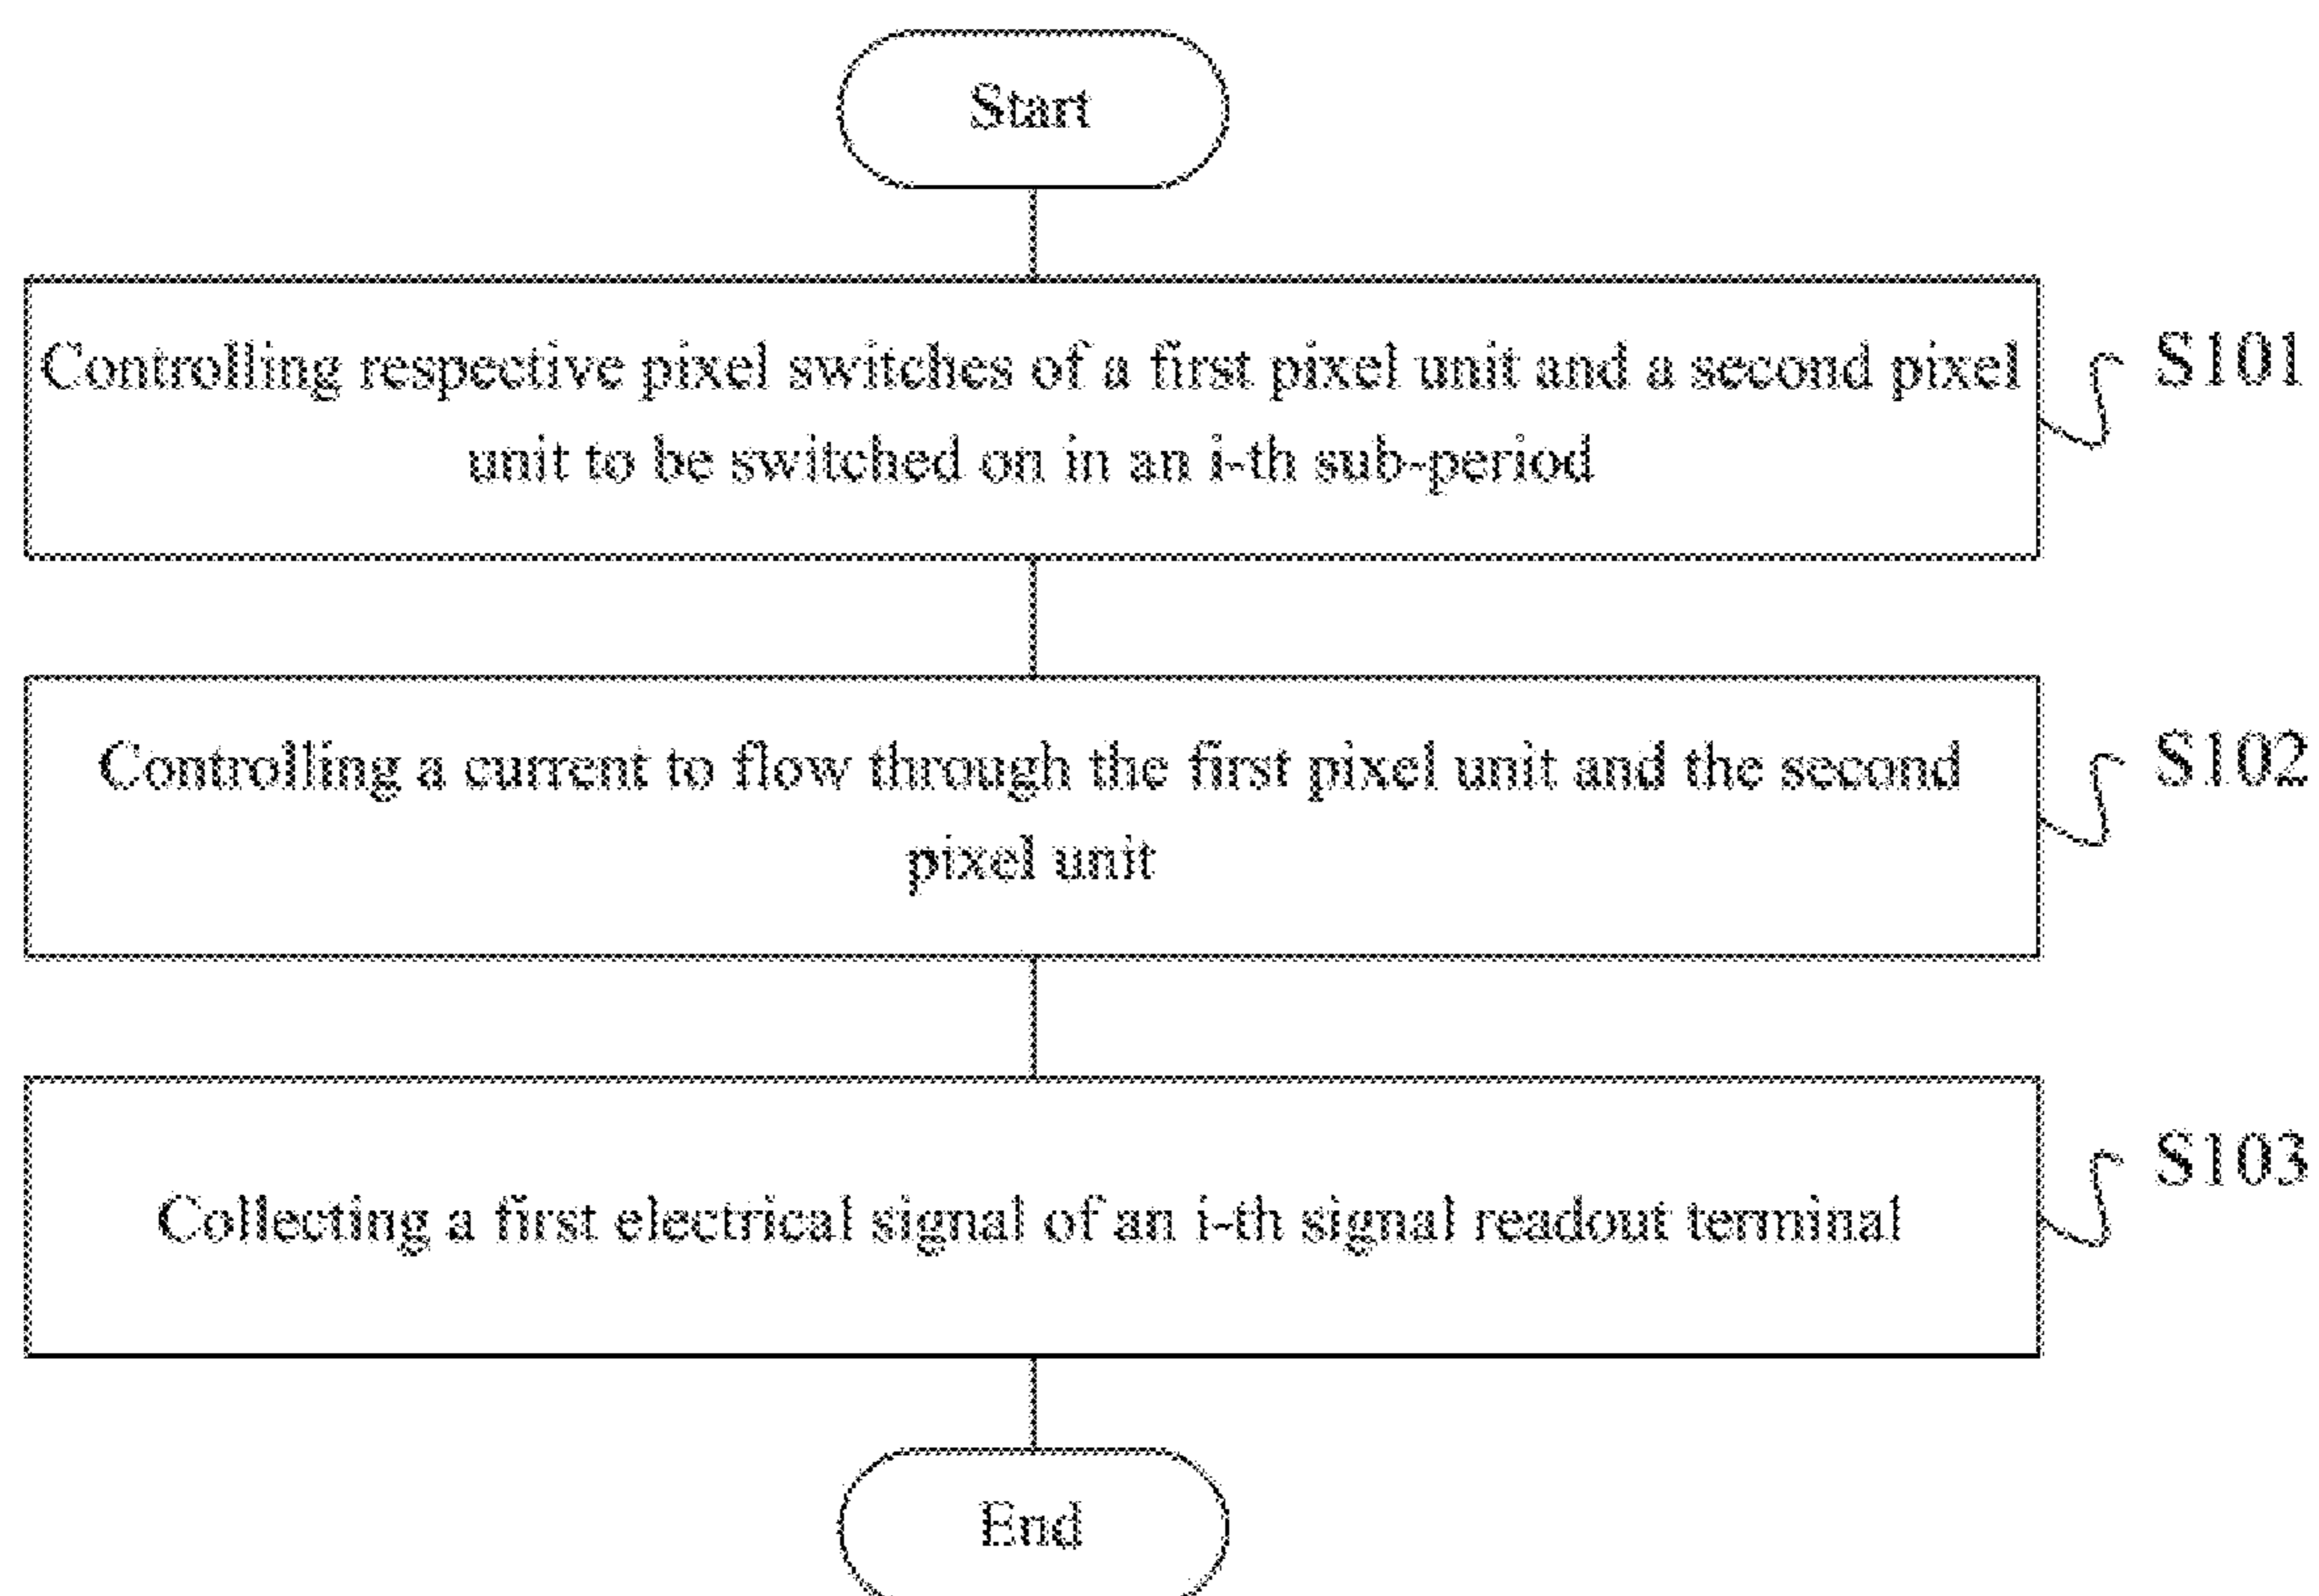 Start
Controlling respective pixel switches of a first pixel unit and a second pixel
unit to be switched on in an i-th sub-period
S101
Controlling a current to flow through the first pixel unit and the second
pixel unit
S102
Collecting a first electrical signal of an i-th signal readout terminal
S103
End